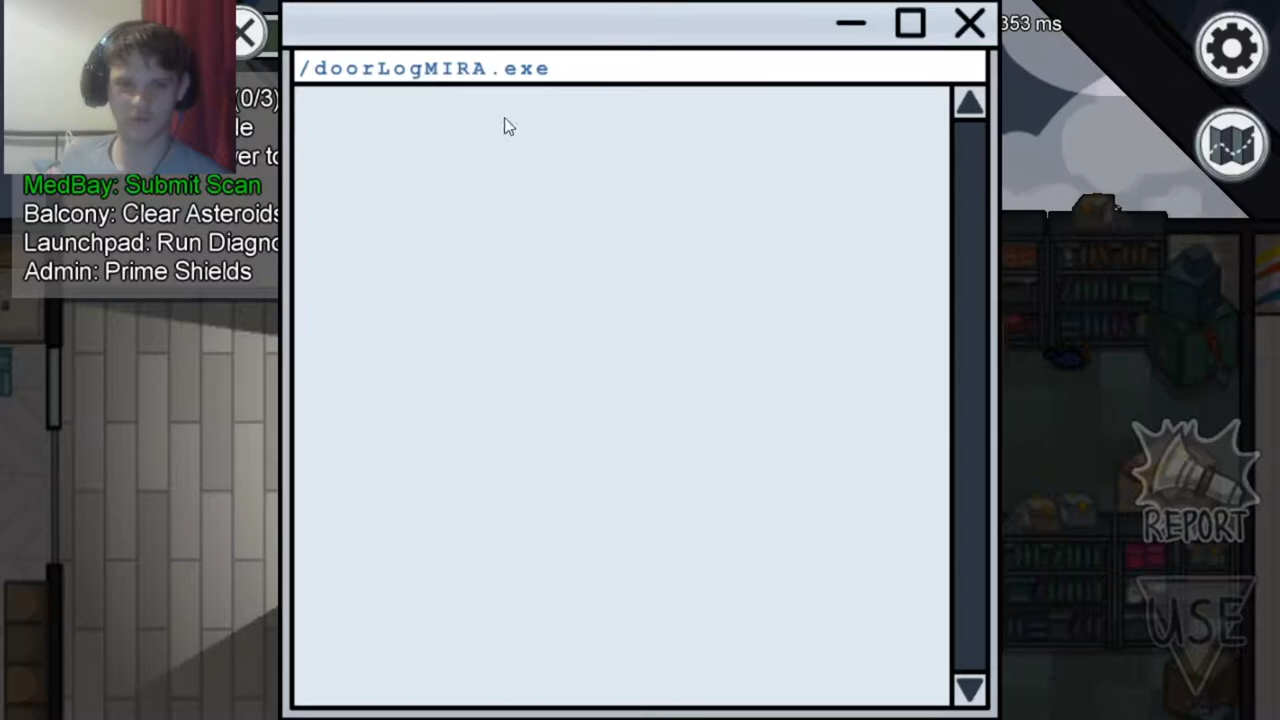 353 ms
/doorLogMIRA.exe
(0/3)
MedBay: Submit Scan
Balcony: Clear Asteroids
Launchpad: Run Diagno
Admin: Prime Shields
REPORT
USE